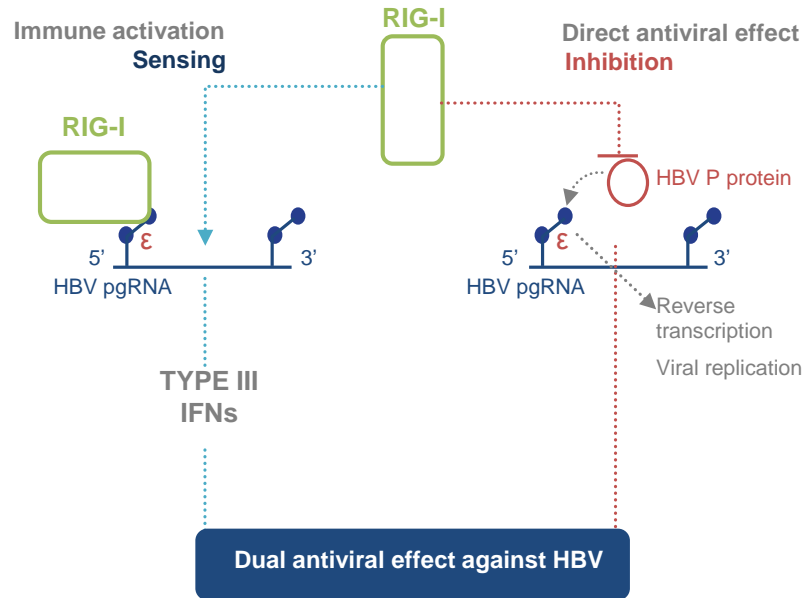 RIG-I
Immune activation
Sensing
Direct antiviral effect
Inhibition
RIG-I
HBV P protein
ε
5’
3’
HBV pgRNA
ε
5’
3’
HBV pgRNA
Reverse
transcription
Viral replication
TYPE III
IFNs
Dual antiviral effect against HBV